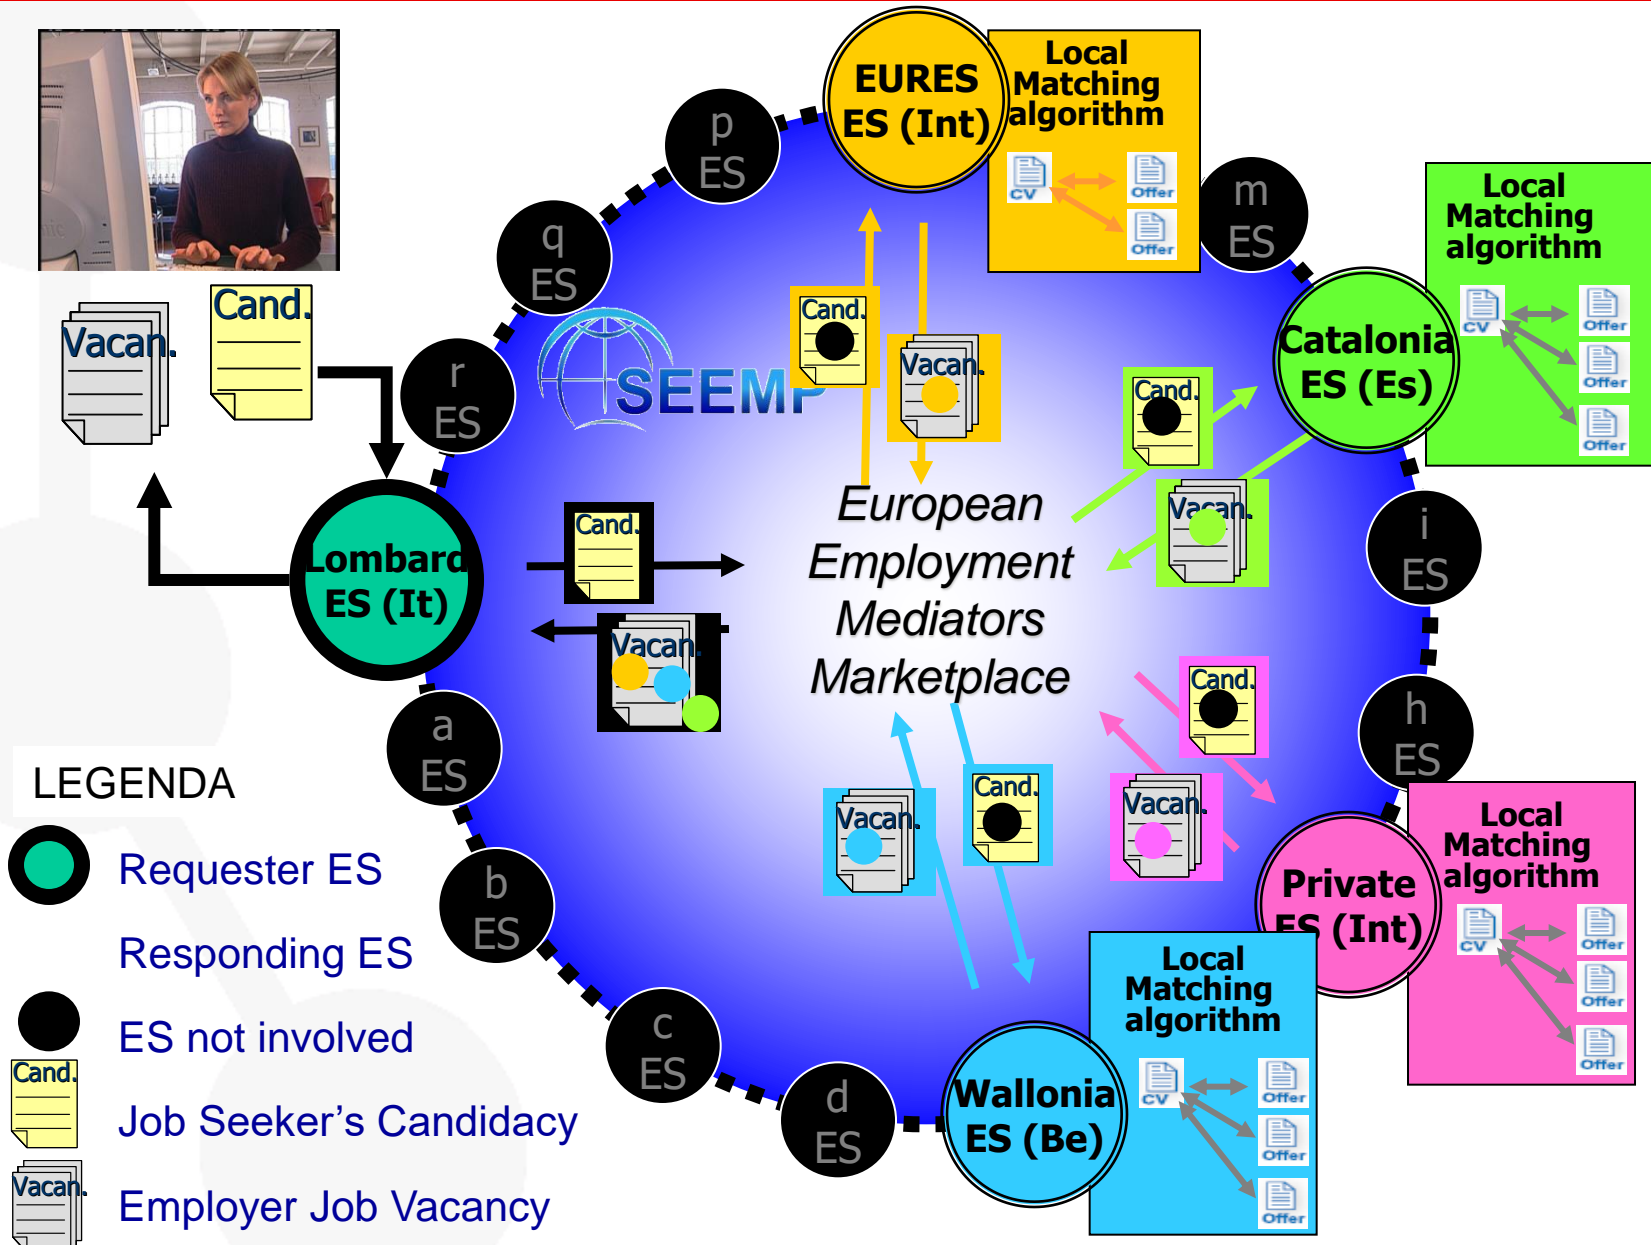 EURES
ES (Int)
Local
Matching
algorithm
CV
Offer
Offer
p
ES
m
ES
Local
Matching
algorithm
CV
Offer
Offer
Offer
q
ES
Catalonia
ES (Es)
Vacan.
Cand.
r
ES
SEEMP
Cand.
Vacan.
Cand.
Vacan.
Lombard
ES (It)
Cand.
Vacan.
European
Employment
Mediators
Marketplace
i
ES
Cand.
Vacan.
h
ES
a
ES
Vacan.
Cand.
Private
ES (Int)
Local
Matching
algorithm
CV
Offer
Offer
Offer
b
ES
c
ES
d
ES
Wallonia
ES (Be)
Local
Matching
algorithm
CV
Offer
Offer
Offer
LEGENDA
Requester ES
Responding ES
ES not involved
Cand.
Job Seeker’s Candidacy
Vacan.
Employer Job Vacancy